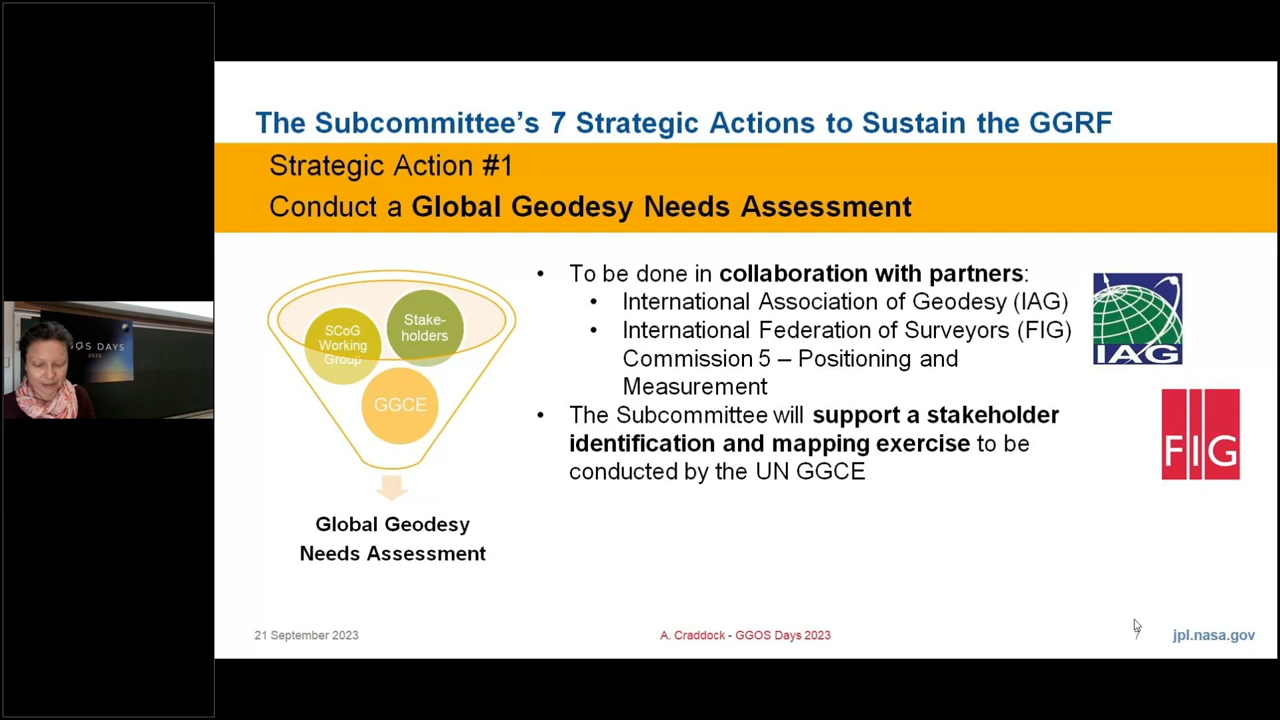 The Subcommittee's 7 Strategic Actions to Sustain the GGRF
Strategic Action #1
Conduct a Global Geodesy Needs Assessment
SCoG
Working
Group
Stake-
holders
GGCE
Global Geodesy
Needs Assessment
• To be done in collaboration with partners:
• International Association of Geodesy (IAG)
• International Federation of Surveyors (FIG)
Commission 5 – Positioning and
Measurement
• The Subcommittee will support a stakeholder
identification and mapping exercise to be
conducted by the UN GGCE
IAG
FIG
OS DAYS
2023
21 September 2023
A. Craddock - GGOS Days 2023
7
jpl.nasa.gov